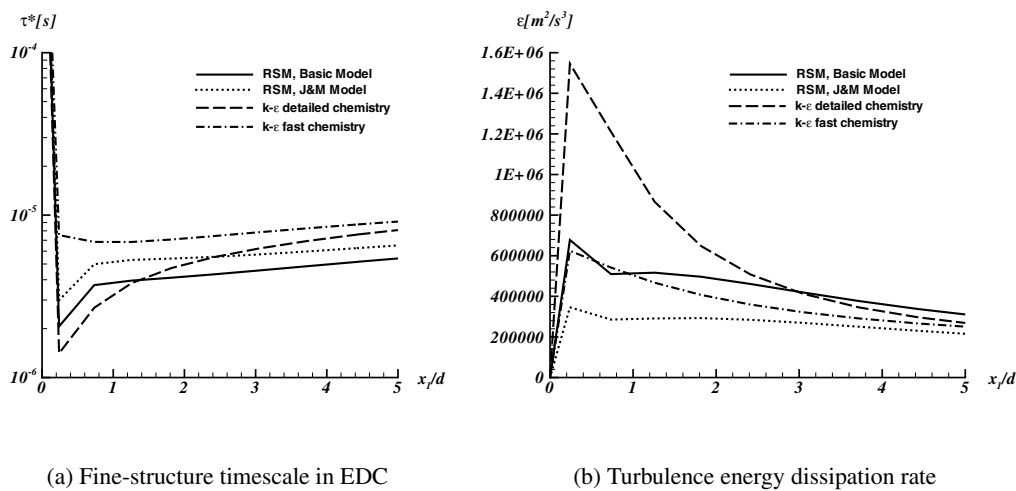 τ*[s]
10⁻⁴
10⁻⁵
10⁻⁶
RSM, Basic Model
RSM, J&M Model
k-ε detailed chemistry
k-ε fast chemistry
0 1 2 3 4 5
x₁/d
(a) Fine-structure timescale in EDC
ε[m²/s³]
1.6E+06
1.4E+06
1.2E+06
1E+06
800000
600000
400000
200000
0
RSM, Basic Model
RSM, J&M Model
k-ε detailed chemistry
k-ε fast chemistry
0 1 2 3 4 5
x₁/d
(b) Turbulence energy dissipation rate